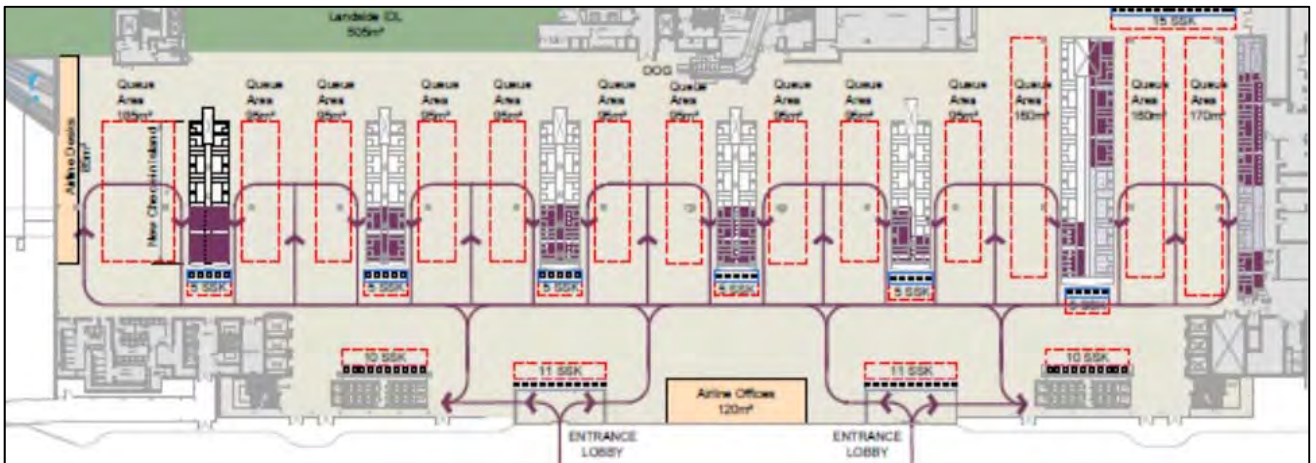 Landside IDL
505m²
15 SSK
OOG
Queue
Area
185m²
Queue
Area
95m²
Queue
Area
95m²
Queue
Area
95m²
Queue
Area
95m²
Queue
Area
95m²
Queue
Area
95m²
Queue
Area
95m²
Queue
Area
95m²
Queue
Area
95m²
Queue
Area
160m²
Queue
Area
160m²
Queue
Area
170m²
Airline Desks
85m²
New Check-in Island
5 SSK
5 SSK
5 SSK
5 SSK
5 SSK
10 SSK
11 SSK
11 SSK
10 SSK
Airline Offices
120m²
ENTRANCE
LOBBY
ENTRANCE
LOBBY